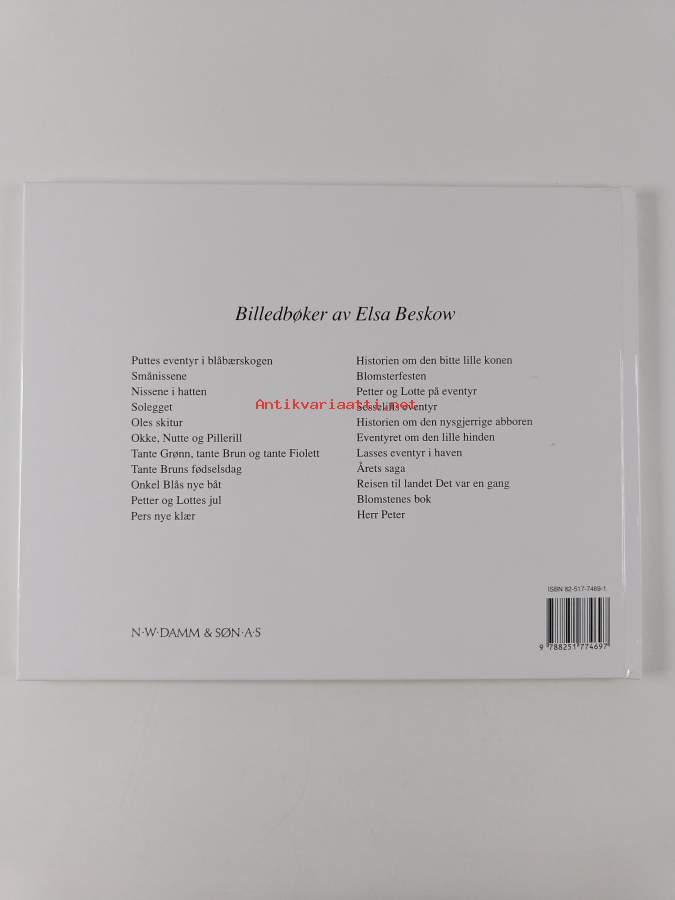 Billedbøker av Elsa Beskow
Puttes eventyr i blåbærskogen
Smånissene
Nissene i hatten
Solegget
Oles skitur
Okke, Nutte og Pillerill
Tante Grønn, tante Brun og tante Fiolett
Tante Bruns fødselsdag
Onkel Blås nye båt
Petter og Lottes jul
Pers nye klær
Historien om den bitte lille konen
Blomsterfesten
Petter og Lotte på eventyr
Sesselills eventyr
Historien om den nysgjerrige abboren
Eventyret om den lille hinden
Lasses eventyr i haven
Årets saga
Reisen til landet Det var en gang
Blomstenes bok
Herr Peter
Antikvariaatti.net
N·W·DAMM & SØN·A·S
ISBN 82-517-7469-1
9 788251 774697